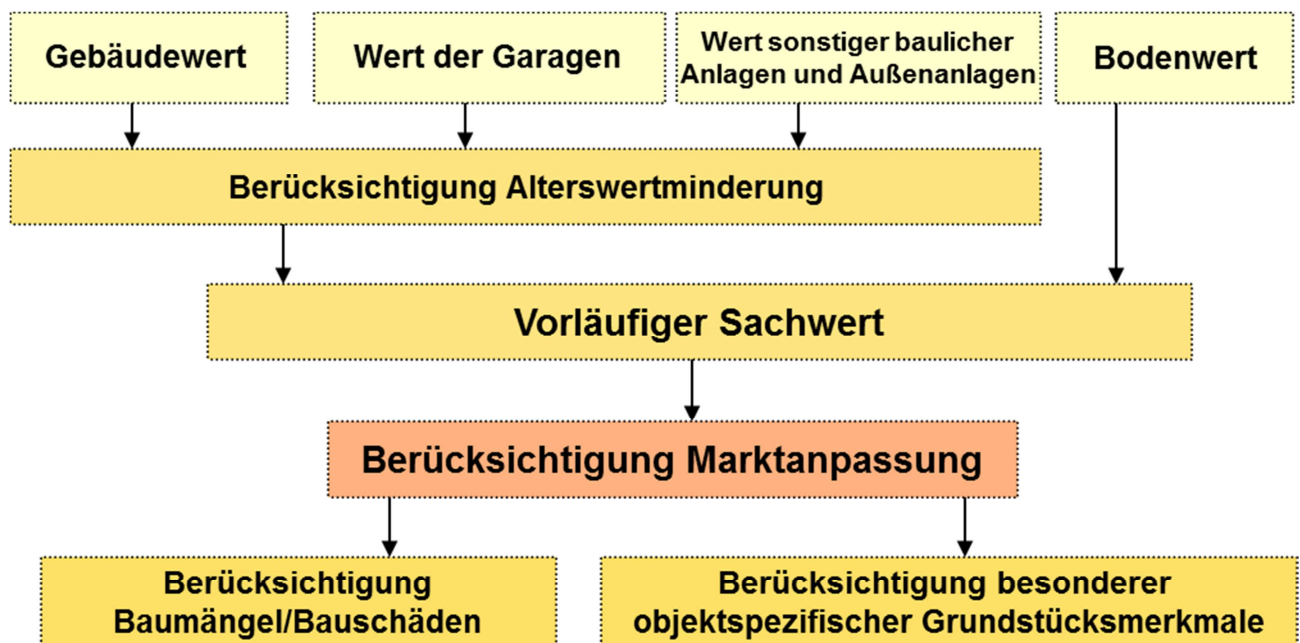 Gebäudewert
Wert der Garagen
Wert sonstiger baulicher
Anlagen und Außenanlagen
Bodenwert
Berücksichtigung Alterswertminderung
Vorläufiger Sachwert
Berücksichtigung Marktanpassung
Berücksichtigung
Baumängel/Bauschäden
Berücksichtigung besonderer
objektspezifischer Grundstücksmerkmale